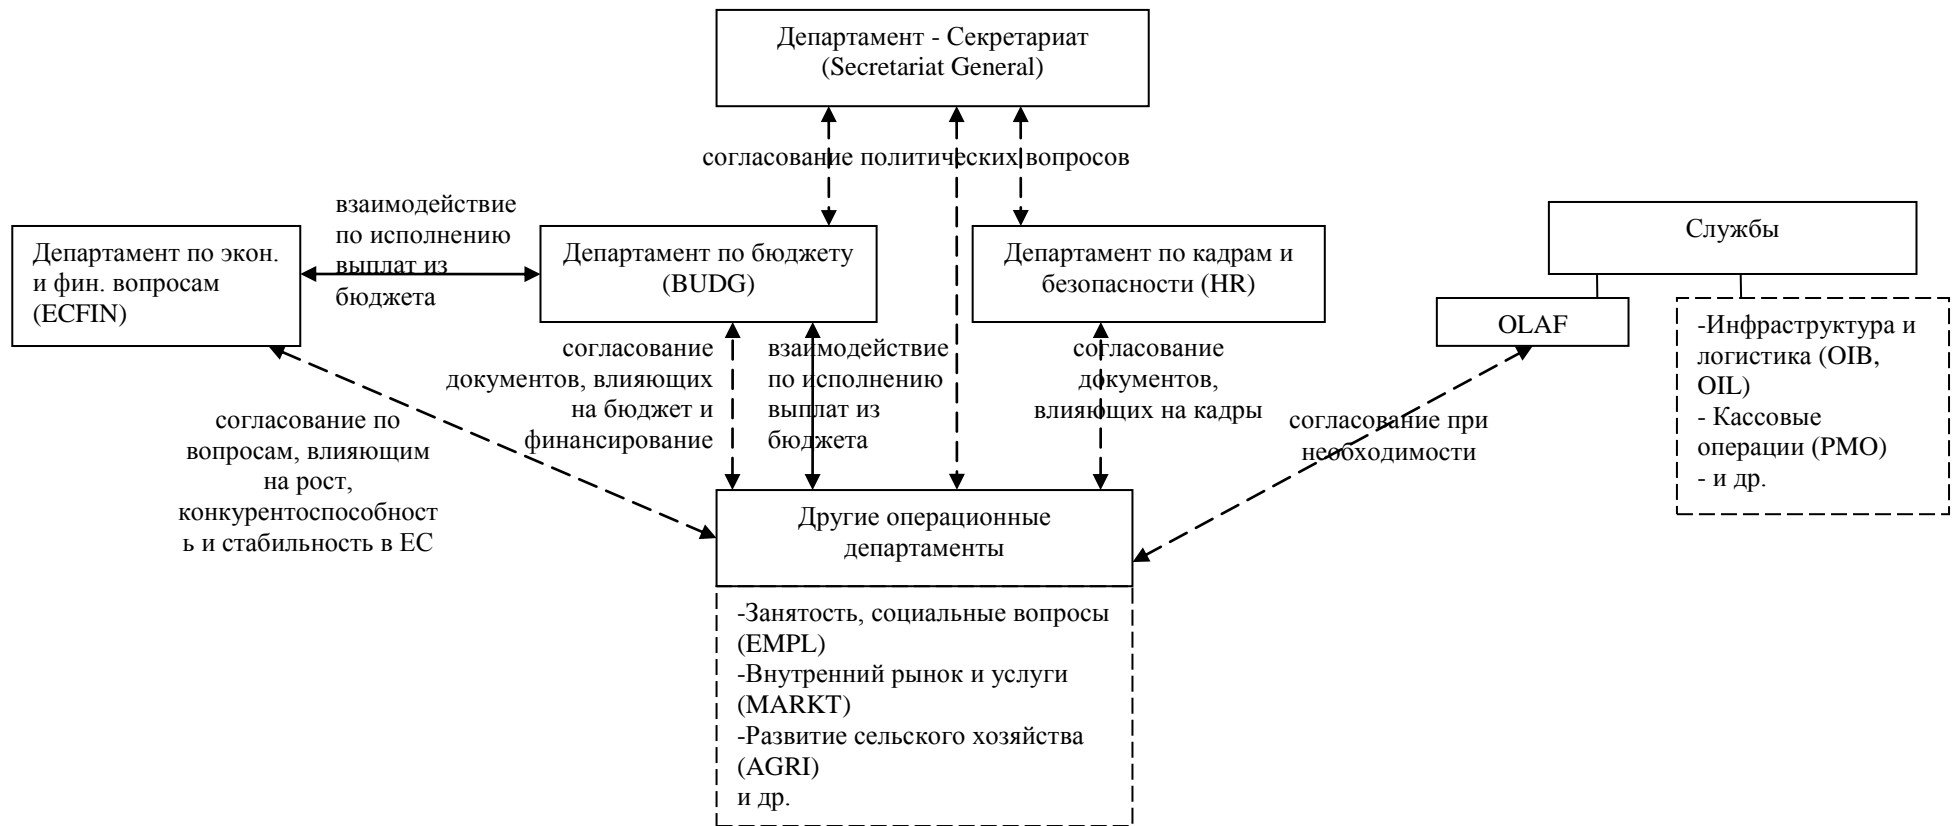 Департамент - Секретариат
(Secretariat General)
согласование политических вопросов
взаимодействие
по исполнению
выплат из
бюджета
Департамент по экон.
и фин. вопросам
(ECFIN)
Департамент по бюджету
(BUDG)
Департамент по кадрам и
безопасности (HR)
Службы
OLAF
-Инфраструктура и
логистика (OIB,
OIL)
- Кассовые
операции (PMO)
- и др.
согласование
документов, влияющих
на бюджет и
финансирование
взаимодействие
по исполнению
выплат из
бюджета
согласование
документов,
влияющих на кадры
согласование по
вопросам, влияющим
на рост,
конкурентоспособност
ь и стабильность в ЕС
согласование при
необходимости
Другие операционные
департаменты
-Занятость, социальные вопросы
(EMPL)
-Внутренний рынок и услуги
(MARKT)
-Развитие сельского хозяйства
(AGRI)
и др.